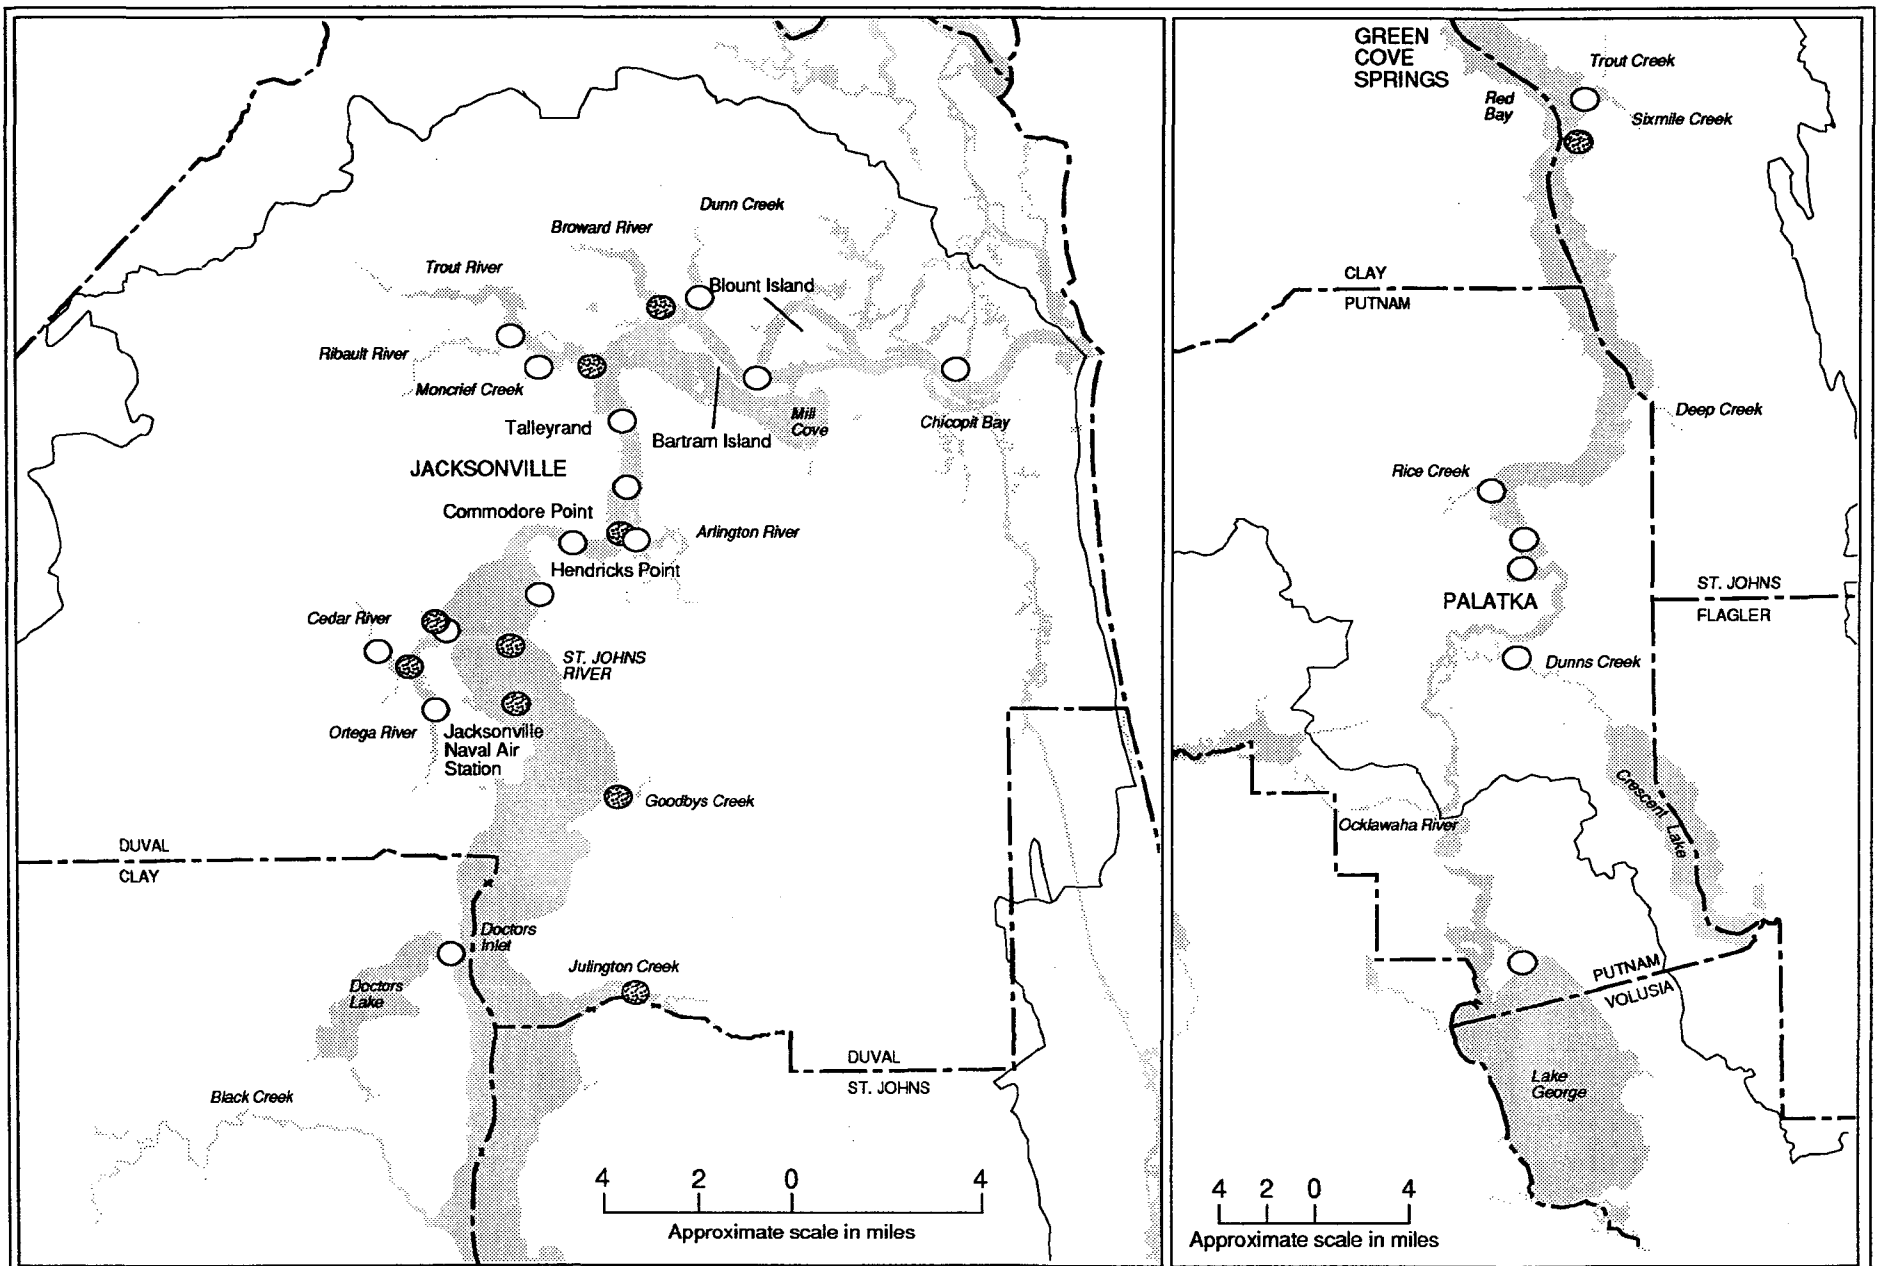 Dunn Creek
Broward River
Trout River
Blount Island
Ribault River
Moncrief Creek
Talleyrand
Bartram Island
Mill
Cove
Chicopit Bay
JACKSONVILLE
Commodore Point
Arlington River
Hendricks Point
Cedar River
ST. JOHNS
RIVER
Ortega River
Jacksonville
Naval Air
Station
Goodbys Creek
DUVAL
CLAY
Doctors
Inlet
Julington Creek
Doctors
Lake
DUVAL
ST. JOHNS
Black Creek
4 2 0 4
Approximate scale in miles
GREEN
COVE
SPRINGS
Trout Creek
Red
Bay
Sixmile Creek
CLAY
PUTNAM
Deep Creek
Rice Creek
ST. JOHNS
FLAGLER
PALATKA
Dunns Creek
Crescent Lake
Ocklawaha River
PUTNAM
VOLUSIA
Lake
George
4 2 0 4
Approximate scale in miles